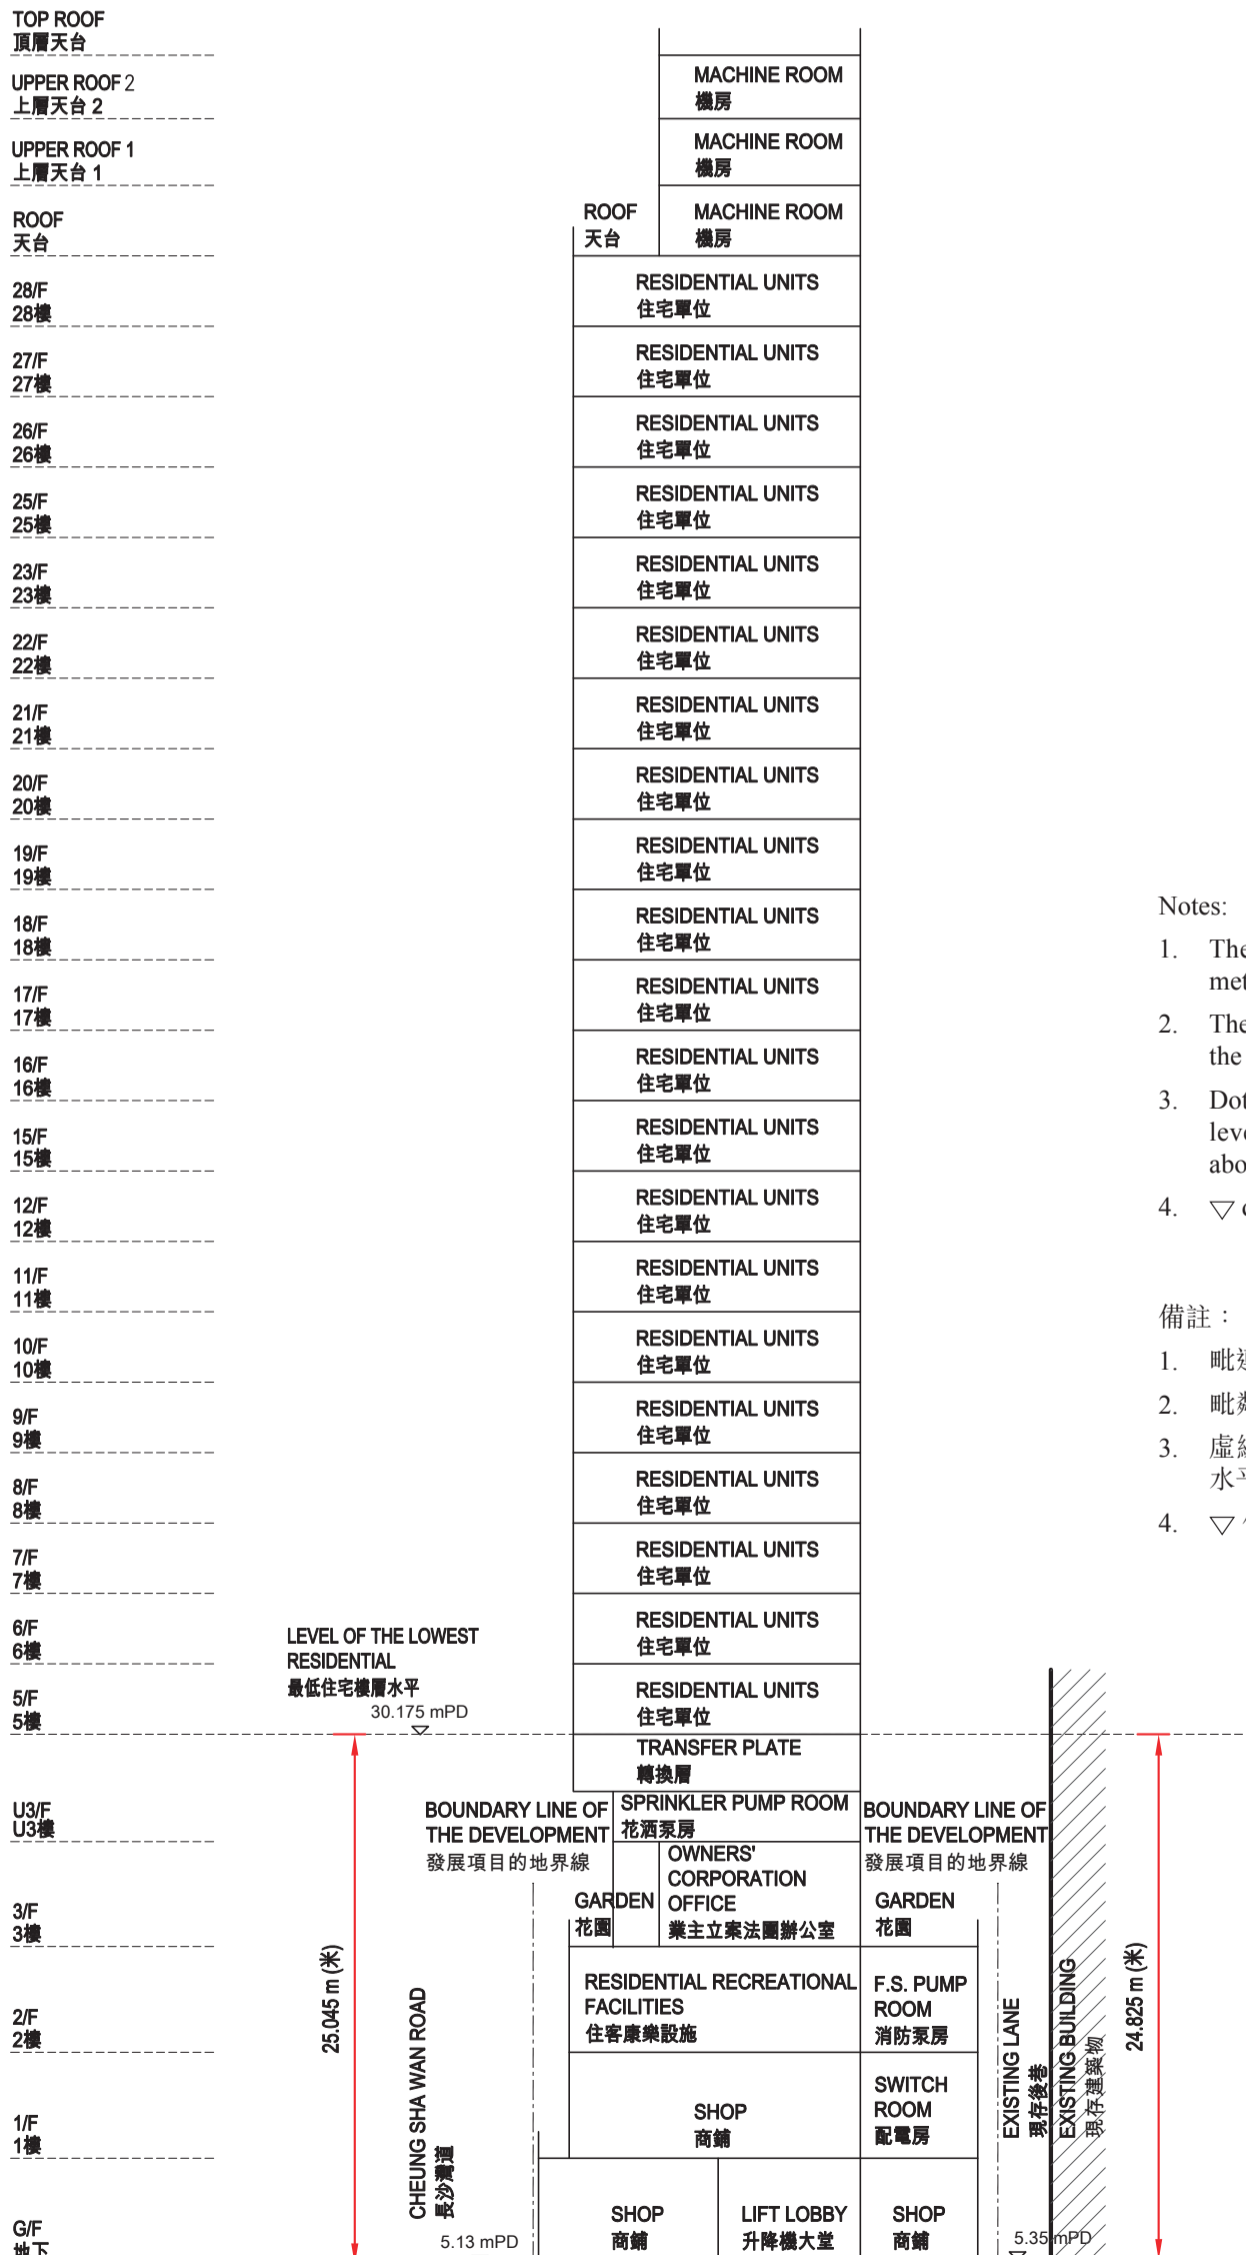 TOP ROOF
頂層天台
UPPER ROOF 2
上層天台 2
MACHINE ROOM
機房
UPPER ROOF 1
上層天台 1
MACHINE ROOM
機房
ROOF
天台
ROOF
天台
MACHINE ROOM
機房
28/F
28樓
RESIDENTIAL UNITS
住宅單位
27/F
27樓
RESIDENTIAL UNITS
住宅單位
26/F
26樓
RESIDENTIAL UNITS
住宅單位
25/F
25樓
RESIDENTIAL UNITS
住宅單位
23/F
23樓
RESIDENTIAL UNITS
住宅單位
22/F
22樓
RESIDENTIAL UNITS
住宅單位
21/F
21樓
RESIDENTIAL UNITS
住宅單位
20/F
20樓
RESIDENTIAL UNITS
住宅單位
19/F
19樓
RESIDENTIAL UNITS
住宅單位
18/F
18樓
RESIDENTIAL UNITS
住宅單位
17/F
17樓
RESIDENTIAL UNITS
住宅單位
16/F
16樓
RESIDENTIAL UNITS
住宅單位
15/F
15樓
RESIDENTIAL UNITS
住宅單位
12/F
12樓
RESIDENTIAL UNITS
住宅單位
11/F
11樓
RESIDENTIAL UNITS
住宅單位
10/F
10樓
RESIDENTIAL UNITS
住宅單位
9/F
9樓
RESIDENTIAL UNITS
住宅單位
8/F
8樓
RESIDENTIAL UNITS
住宅單位
7/F
7樓
RESIDENTIAL UNITS
住宅單位
6/F
6樓
RESIDENTIAL UNITS
住宅單位
5/F
5樓
LEVEL OF THE LOWEST
RESIDENTIAL
最低住宅樓層水平
30.175 mPD
RESIDENTIAL UNITS
住宅單位
TRANSFER PLATE
轉換層
U3/F
U3樓
BOUNDARY LINE OF
THE DEVELOPMENT
發展項目的地界線
SPRINKLER PUMP ROOM
花洒泵房
BOUNDARY LINE OF
THE DEVELOPMENT
發展項目的地界線
3/F
3樓
GARDEN
花園
OWNERS'
CORPORATION
OFFICE
業主立案法團辦公室
GARDEN
花園
2/F
2樓
RESIDENTIAL RECREATIONAL
FACILITIES
住客康樂設施
F.S. PUMP
ROOM
消防泵房
1/F
1樓
SHOP
商鋪
SWITCH
ROOM
配電房
G/F
地下
SHOP
商鋪
LIFT LOBBY
升降機大堂
SHOP
商鋪
25.045 m (米)
CHEUNG SHA WAN ROAD
長沙灣道
5.13 mPD
EXISTING LANE
現存後巷
EXISTING BUILDING
現存建築物
5.35 mPD
24.825 m (米)
Notes:
1. The
met
2. The
the
3. Dot
leve
abo
4. ▽
備註：
1. 毗
2. 毗
3. 虛
水平
4. ▽